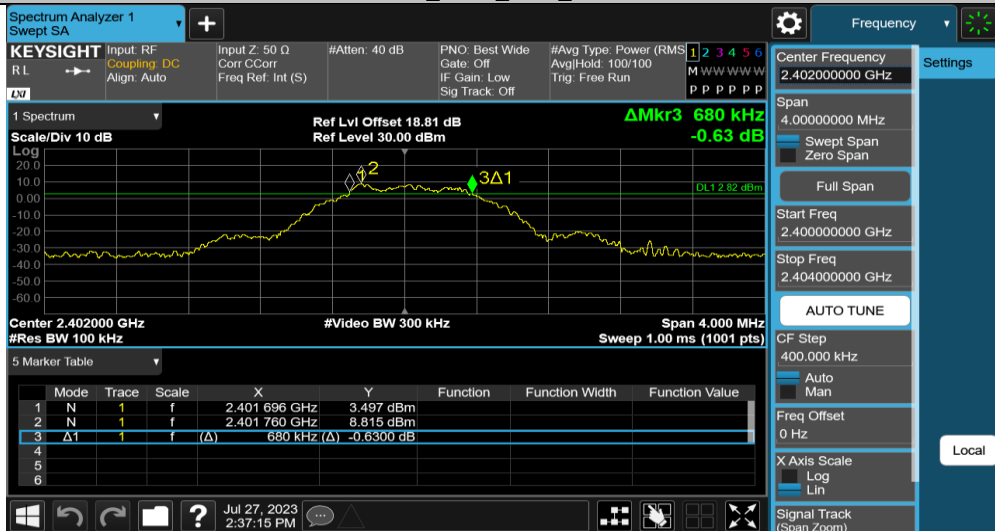 Spectrum Analyzer 1
Swept SA
+
Frequency
KEYSIGHT
RL
LXI
Input: RF
Coupling: DC
Align: Auto
Input Z: 50 Ω
Corr CCorr
Freq Ref: Int (S)
#Atten: 40 dB
PNO: Best Wide
Gate: Off
IF Gain: Low
Sig Track: Off
#Avg Type: Power (RMS
Avg|Hold: 100/100
Trig: Free Run
1 2 3 4 5 6
M W W W W W
P P P P P P
1 Spectrum
Scale/Div 10 dB
Ref Lvl Offset 18.81 dB
Ref Level 30.00 dBm
ΔMkr3 680 kHz
-0.63 dB
Log
20.0
10.0
0.00
-10.0
-20.0
-30.0
-40.0
-50.0
-60.0
2
3Δ1
DL1 2.82 dBm
Center 2.402000 GHz
#Video BW 300 kHz
Span 4.000 MHz
#Res BW 100 kHz
Sweep 1.00 ms (1001 pts)
5 Marker Table
Mode Trace Scale X Y Function Function Width Function Value
1 N 1 f 2.401 696 GHz 3.497 dBm
2 N 1 f 2.401 760 GHz 8.815 dBm
3 Δ1 1 f (Δ) 680 kHz (Δ) -0.6300 dB
4
5
6
?
Jul 27, 2023
2:37:15 PM
Center Frequency
2.402000000 GHz
Settings
Span
4.00000000 MHz
Swept Span
Zero Span
Full Span
Start Freq
2.400000000 GHz
Stop Freq
2.404000000 GHz
AUTO TUNE
CF Step
400.000 kHz
Auto
Man
Freq Offset
0 Hz
Local
X Axis Scale
Log
Lin
Signal Track
(Span Zoom)